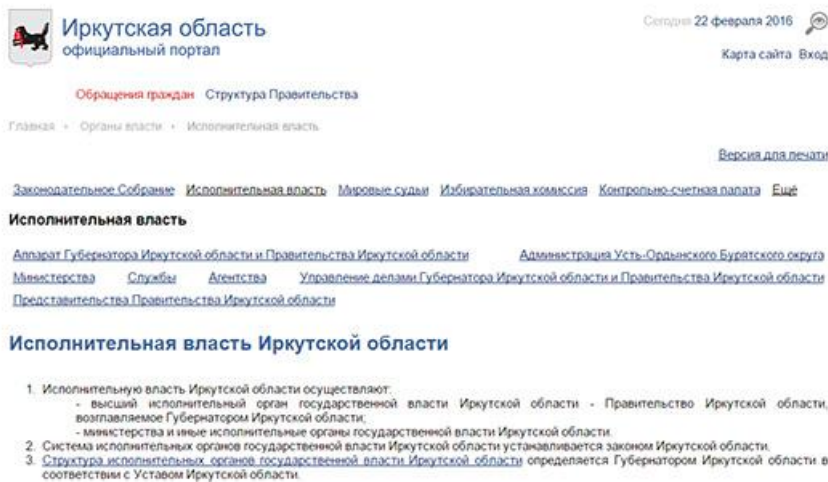 Иркутская область
официальный портал
Сегодня 22 февраля 2016
Карта сайта Вход
Обращения граждан Структура Правительства
Главная • Органы власти • Исполнительная власть
Версия для печати
Законодательное Собрание Исполнительная власть Мировые судьи Избирательная комиссия Контрольно-счетная палата Ещё
Исполнительная власть
Аппарат Губернатора Иркутской области и Правительства Иркутской области Администрация Усть-Ордынского Бурятского округа
Министерства Службы Агентства Управление делами Губернатора Иркутской области и Правительства Иркутской области
Представительства Правительства Иркутской области
Исполнительная власть Иркутской области
1. Исполнительную власть Иркутской области осуществляют:
- высший исполнительный орган государственной власти Иркутской области - Правительство Иркутской области,
возглавляемое Губернатором Иркутской области;
- министерства и иные исполнительные органы государственной власти Иркутской области.
2. Система исполнительных органов государственной власти Иркутской области устанавливается законом Иркутской области.
3. Структура исполнительных органов государственной власти Иркутской области определяется Губернатором Иркутской области в
соответствии с Уставом Иркутской области.